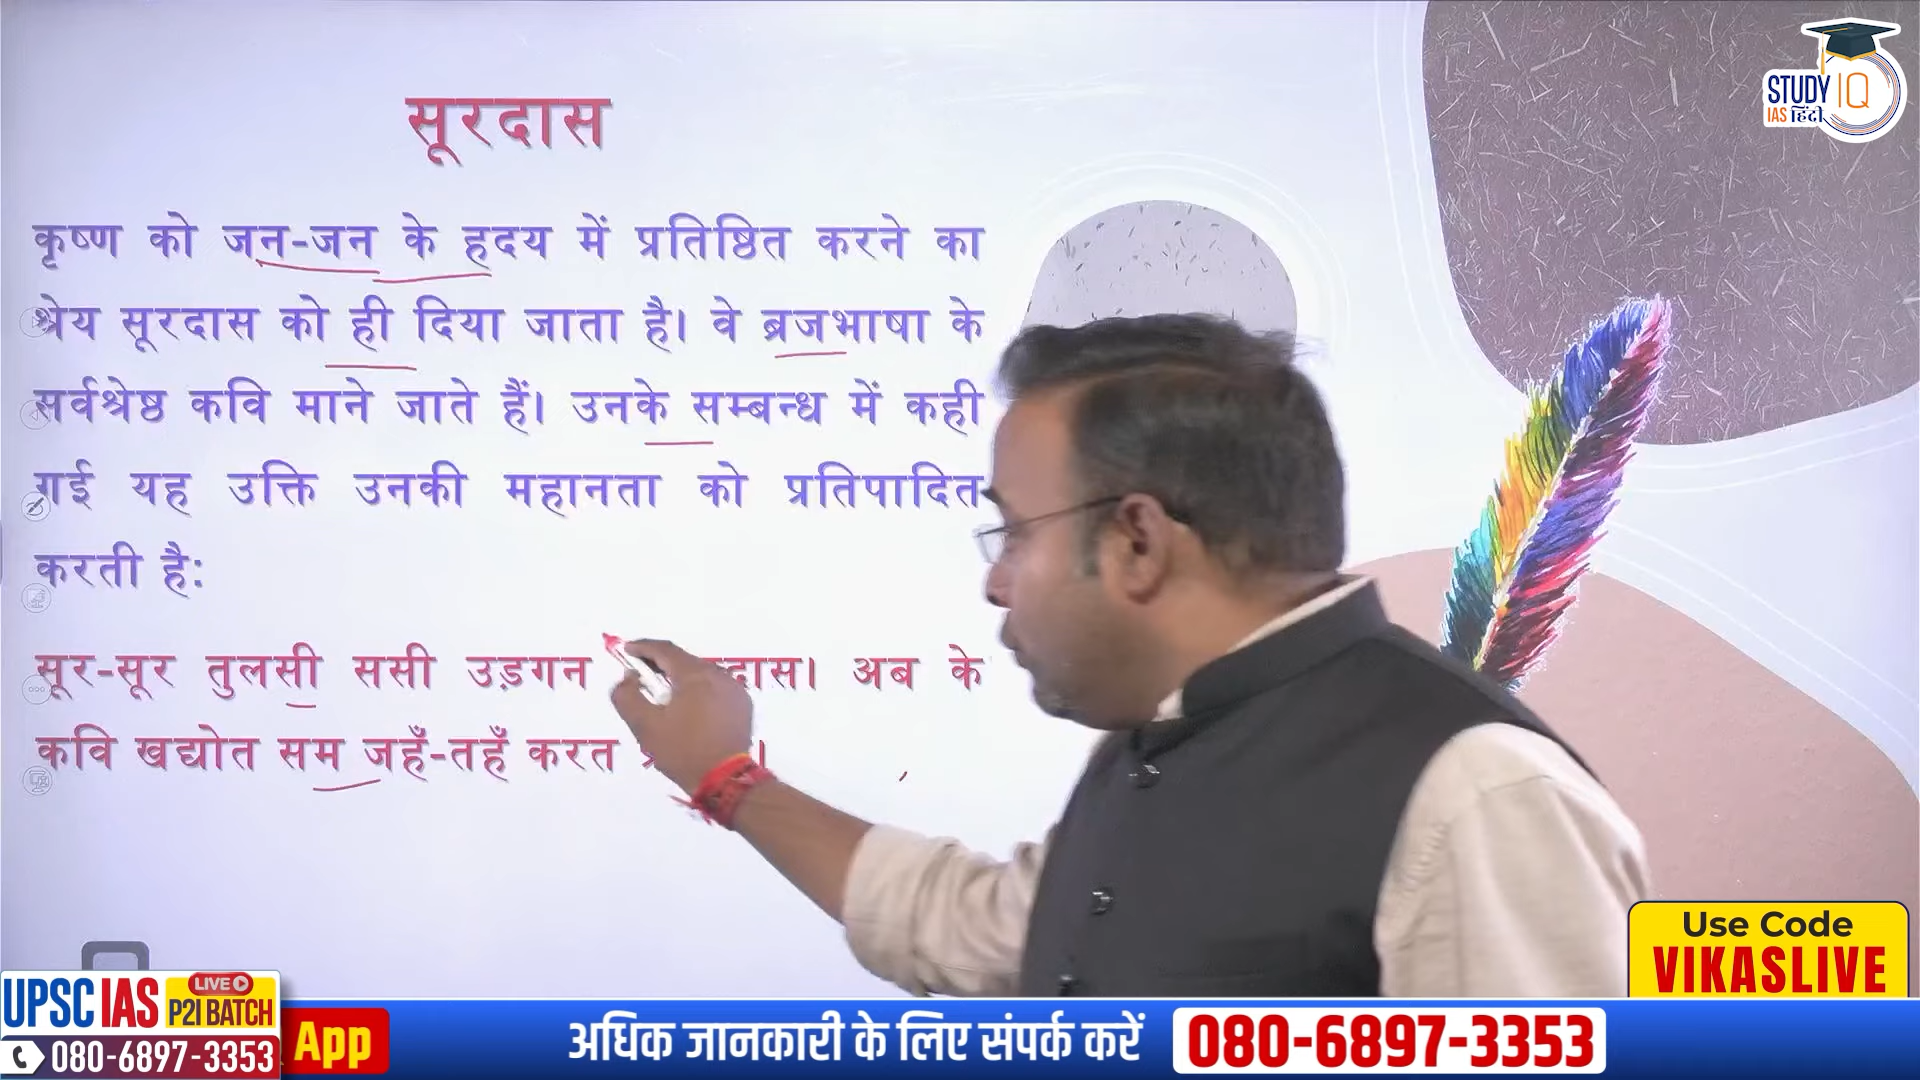 STUDY IQ
IAS हिंदी
सूरदास
कृष्ण को जन-जन के हृदय में प्रतिष्ठित करने का
श्रेय सूरदास को ही दिया जाता है। वे ब्रजभाषा के
सर्वश्रेष्ठ कवि माने जाते हैं। उनके सम्बन्ध में कही
गई यह उक्ति उनकी महानता को प्रतिपादित
करती है:
सूर-सूर तुलसी ससी उड़गन दास। अब के
कवि खद्योत सम जहँ-तहँ करत ।
Use Code
VIKASLIVE
LIVE
UPSC IAS P2I BATCH
080-6897-3353
App
अधिक जानकारी के लिए संपर्क करें 080-6897-3353